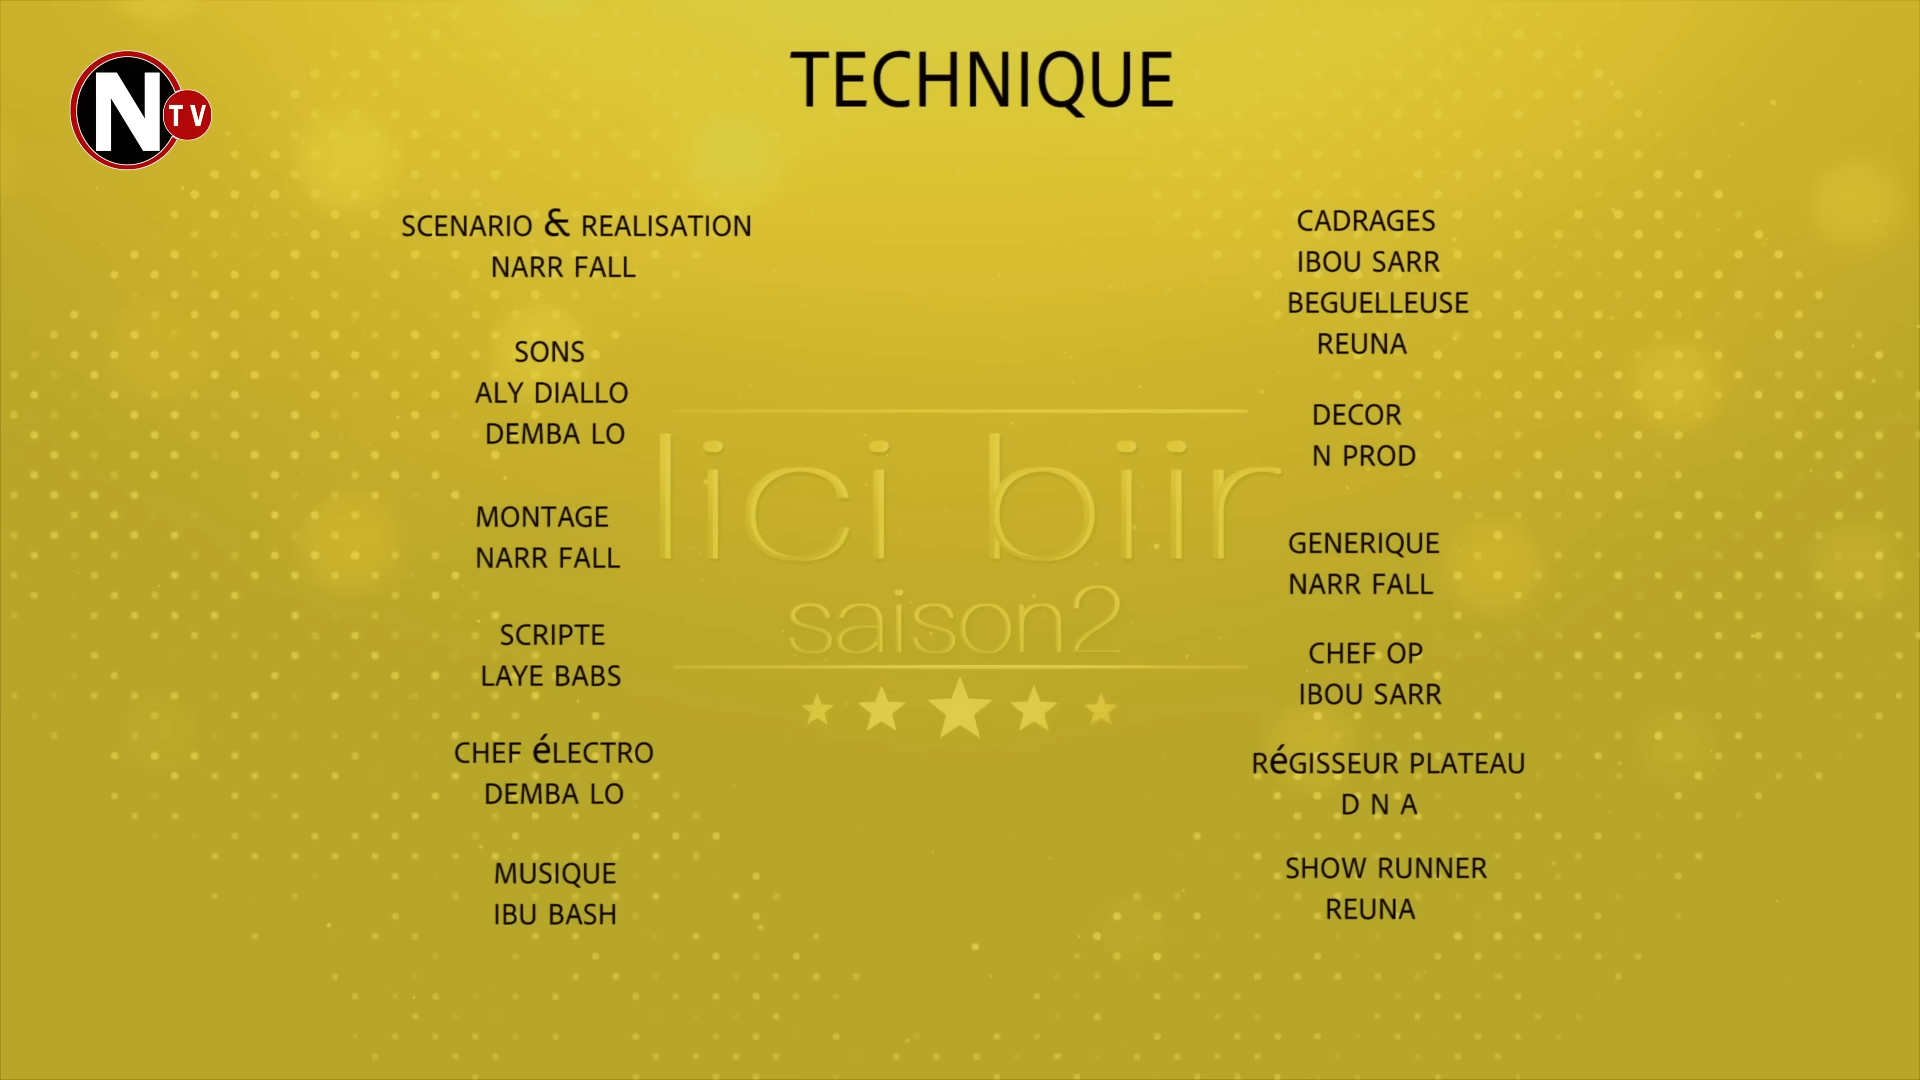 N TV
TECHNIQUE
SCENARIO & REALISATION
NARR FALL
SONS
ALY DIALLO
DEMBA LO
MONTAGE
NARR FALL
SCRIPTE
LAYE BABS
CHEF éLECTRO
DEMBA LO
MUSIQUE
IBU BASH
lici biir
saison2
CADRAGES
IBOU SARR
BEGUELLEUSE
REUNA
DECOR
N PROD
GENERIQUE
NARR FALL
CHEF OP
IBOU SARR
RéGISSEUR PLATEAU
D N A
SHOW RUNNER
REUNA